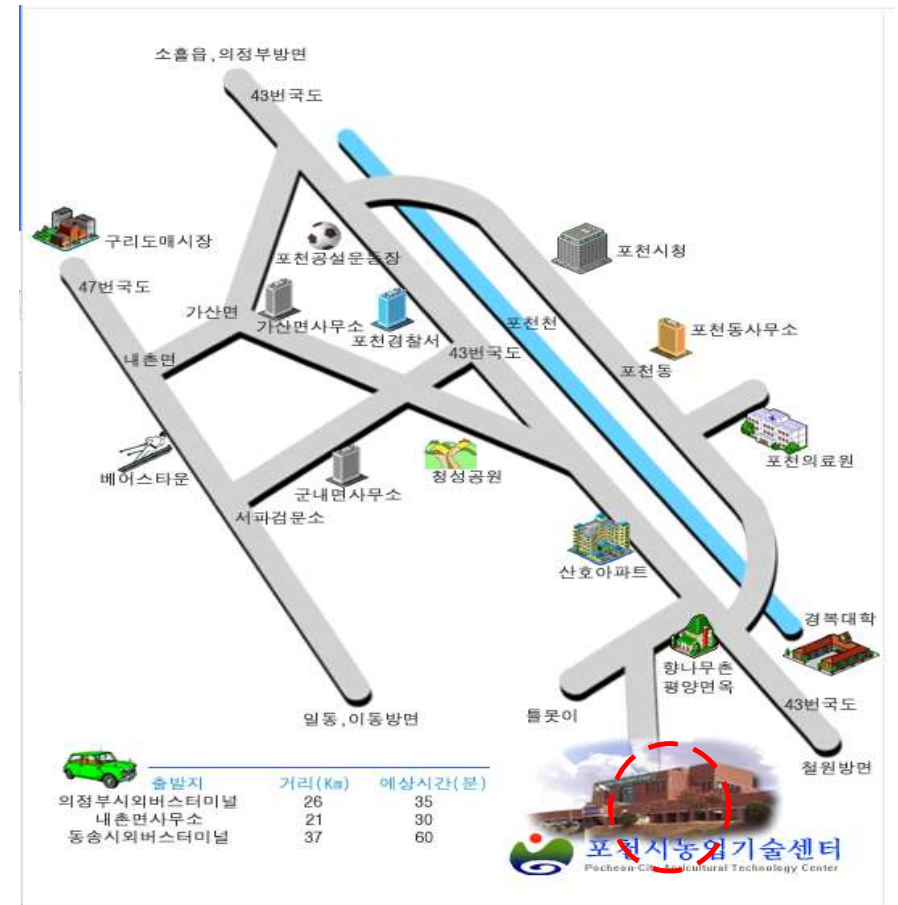 소흘읍,의정부방면
43번국도
구리도매시장
포천시청
포천공설운동장
47번국도
가산면
가산면사무소
포천천
포천동사무소
포천경찰서
43번국도
내촌면
포천동
포천의료원
베어스타운
청성공원
군내면사무소
서파검문소
산호아파트
경복대학
향나무촌
평양면옥
43번국도
일동,이동방면
틀못이
철원방면
출발지 거리(Km) 예상시간(분)
의정부시외버스터미널 26 35
내촌면사무소 21 30
동송시외버스터미널 37 60
포천시농업기술센터
Pocheon-City Agricultural Technology Center